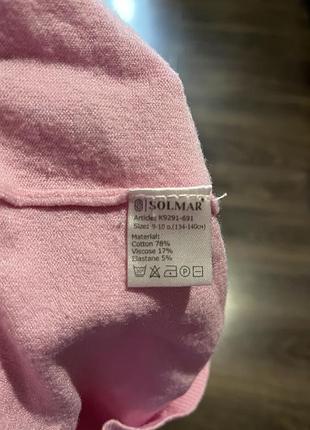 SOLMAR
Article: K9291-691
Size: 9-10 л.(134-140см)
Material:
Cotton 78%
Viscose 17%
Elastane 5%
P